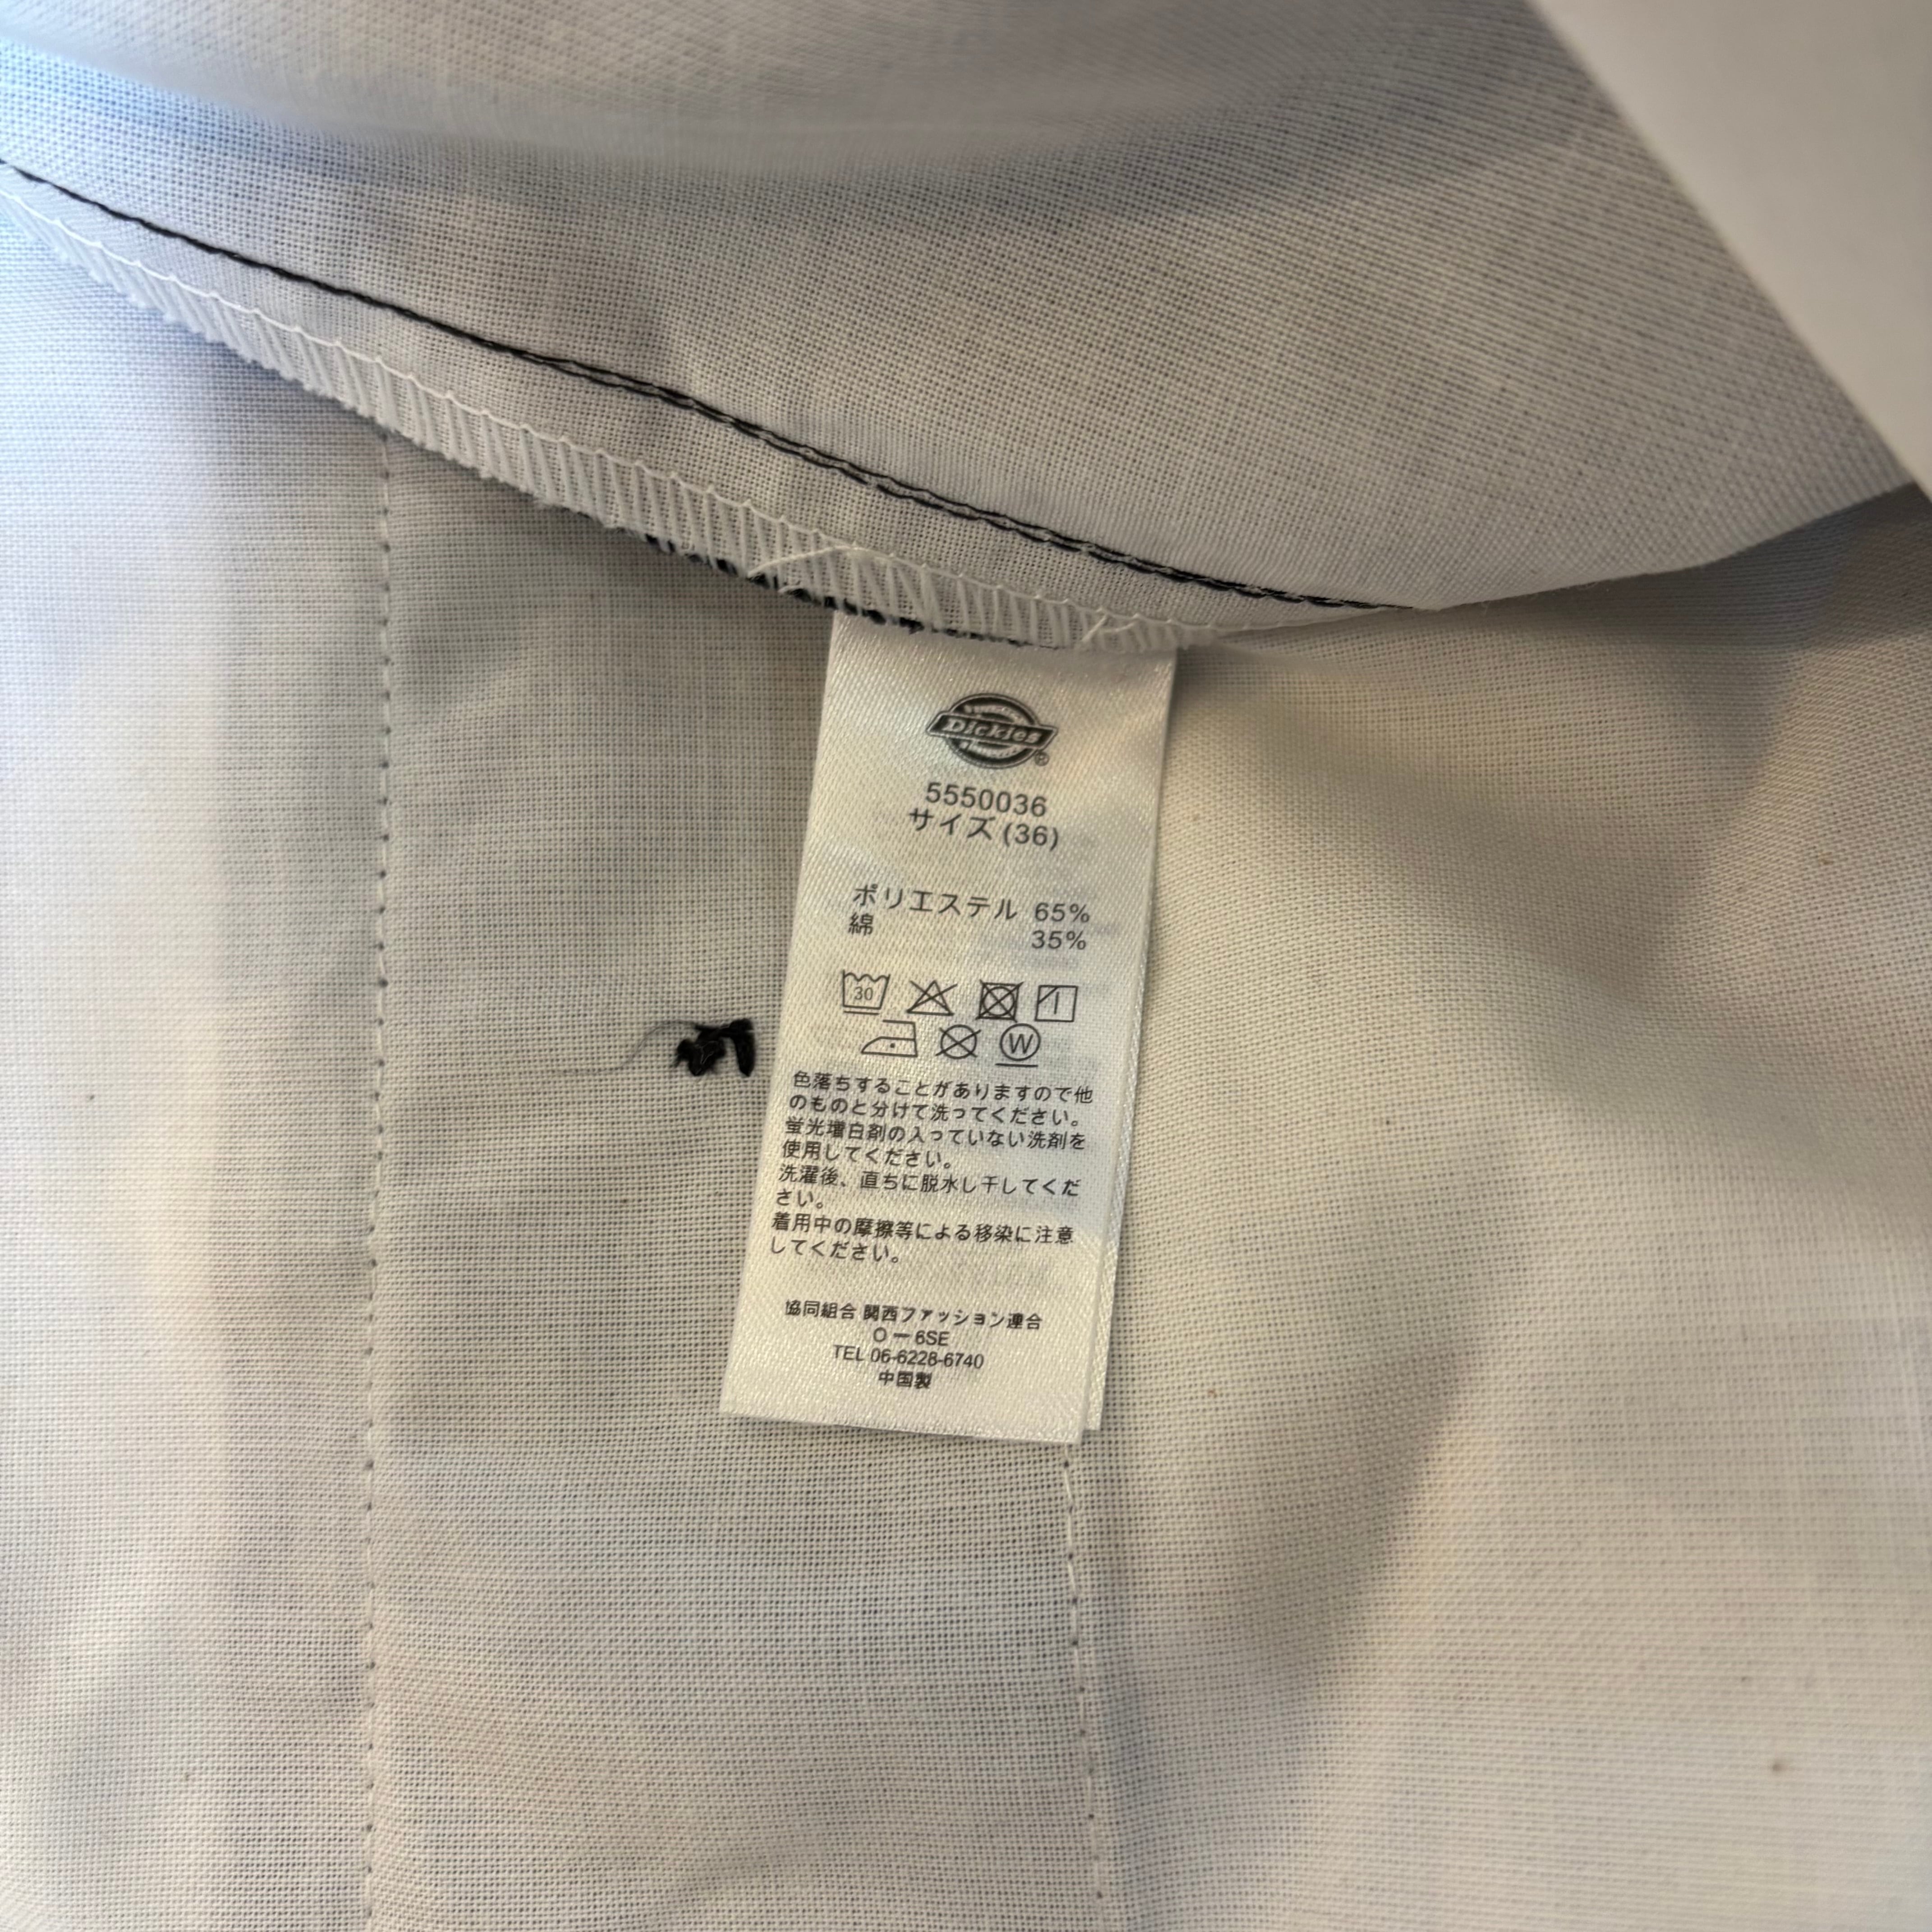 Dickies
5550036
サイズ (36)
ポリエステル 65%
綿 35%
30
W
色落ちすることがありますので他
のものと分けて洗ってください。
蛍光増白剤の入っていない洗剤を
使用してください。
洗濯後、直ちに脱水し干してくだ
さい。
着用中の摩擦等による移染に注意
してください。
協同組合 関西ファッション連合
O ー 6SE
TEL 06-6228-6740
中国製